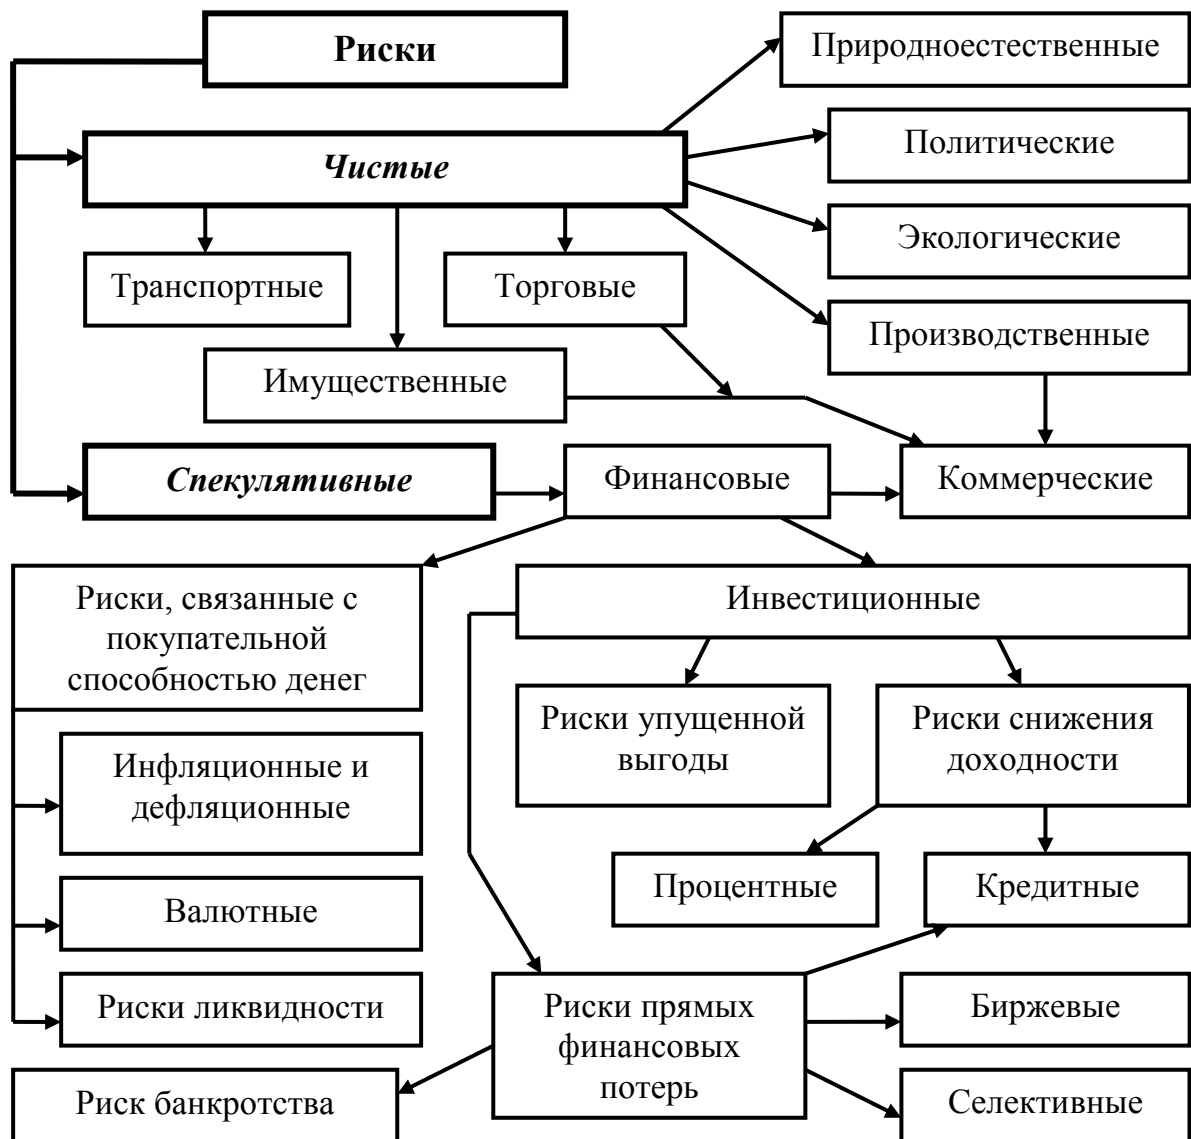 Риски
Природноестественные
Политические
Чистые
Экологические
Транспортные
Торговые
Производственные
Имущественные
Спекулятивные
Финансовые
Коммерческие
Риски, связанные с
покупательной
способностью денег
Инвестиционные
Риски упущенной
выгоды
Риски снижения
доходности
Инфляционные и
дефляционные
Процентные
Кредитные
Валютные
Риски ликвидности
Риски прямых
финансовых
потерь
Биржевые
Риск банкротства
Селективные